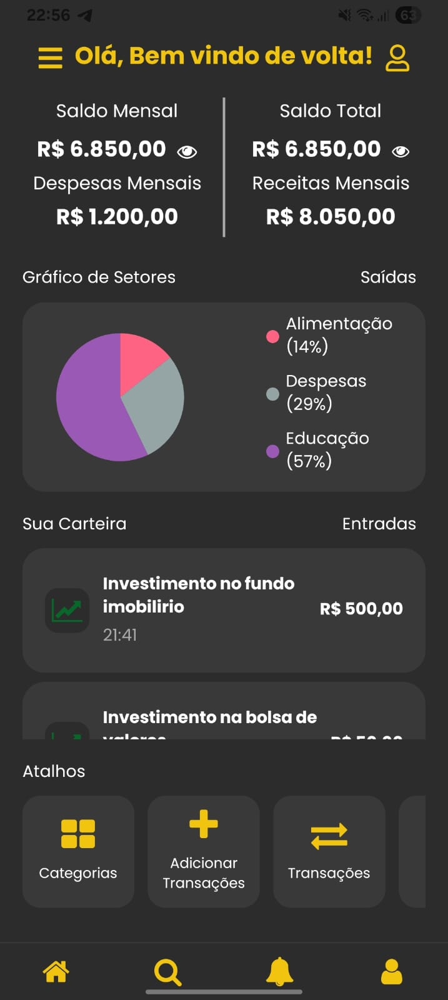 22:56
63
Olá, Bem vindo de volta!
Saldo Mensal
Saldo Total
R$ 6.850,00
R$ 6.850,00
Despesas Mensais
Receitas Mensais
R$ 1.200,00
R$ 8.050,00
Gráfico de Setores
Saídas
Alimentação
(14%)
Despesas
(29%)
Educação
(57%)
Sua Carteira
Entradas
Investimento no fundo
imobilirio
R$ 500,00
21:41
Investimento na bolsa de
Atalhos
Categorias
Adicionar
Transações
Transações